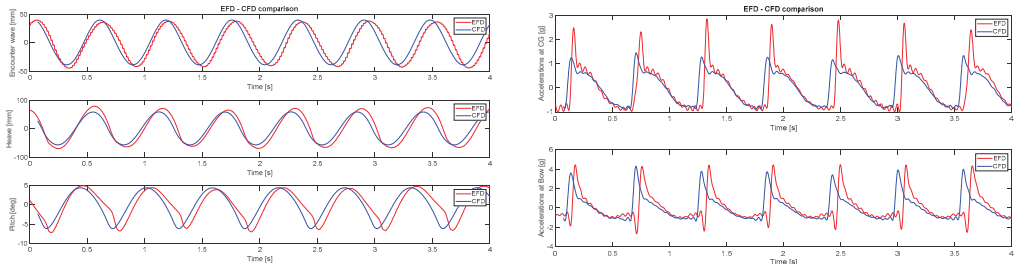 EFD - CFD comparison
Encounter wave [mm]
50
0
-50
EFD
CFD
0 0.5 1 1.5 2 2.5 3 3.5 4
Time [s]
Heave [mm]
100
0
-100
EFD
CFD
0 0.5 1 1.5 2 2.5 3 3.5 4
Time [s]
Pitch [deg]
5
0
-5
-10
EFD
CFD
0 0.5 1 1.5 2 2.5 3 3.5 4
Time [s]
EFD - CFD comparison
Accelerations at CG [g]
3
2
1
0
-1
EFD
CFD
0 0.5 1 1.5 2 2.5 3 3.5 4
Time [s]
Accelerations at Bow [g]
6
4
2
0
-2
-4
EFD
CFD
0 0.5 1 1.5 2 2.5 3 3.5 4
Time [s]